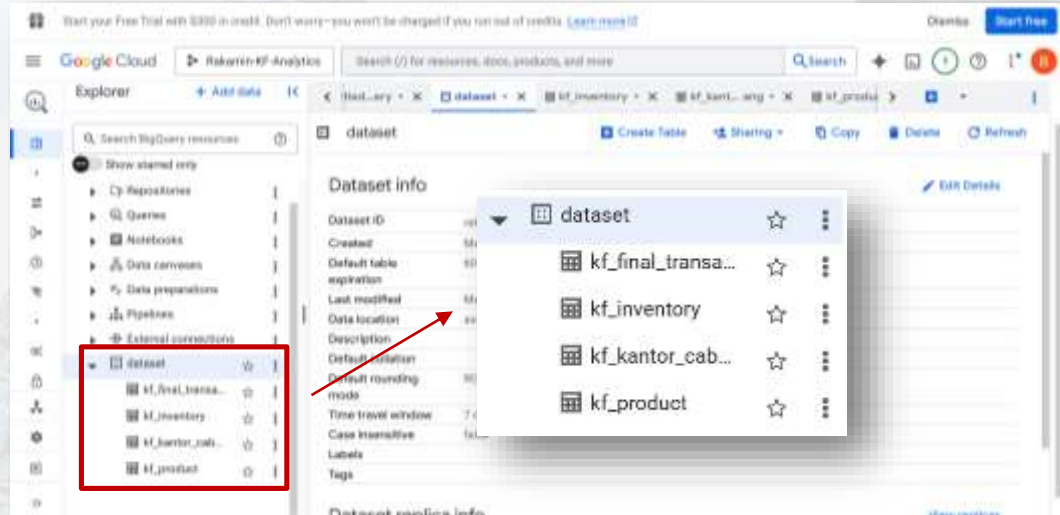 Start your Free Trial with $300 in credit. Don't worry—you won't be charged if you run out of credits. Learn more
Dismiss
Start free
Google Cloud
Rakamin-KF-Analytics
Search (/) for resources, docs, products, and more
Search
Explorer
+ Add data
dataset
kf_inventory
kf_kant... ang
kf_produ
Search BigQuery resources
dataset
Create Table
Sharing
Copy
Delete
Refresh
Show starred only
Repositories
Queries
Notebooks
Data canvases
Data preparations
Pipelines
External connections
dataset
kf_final_transa...
kf_inventory
kf_kantor_cab...
kf_product
Dataset info
Edit Details
Dataset ID
Created
Default table
expiration
Last modified
Data location
Description
Default collation
Default rounding
mode
Time travel window
Case insensitive
Labels
Tags
dataset
kf_final_transa...
kf_inventory
kf_kantor_cab...
kf_product
Dataset replica info